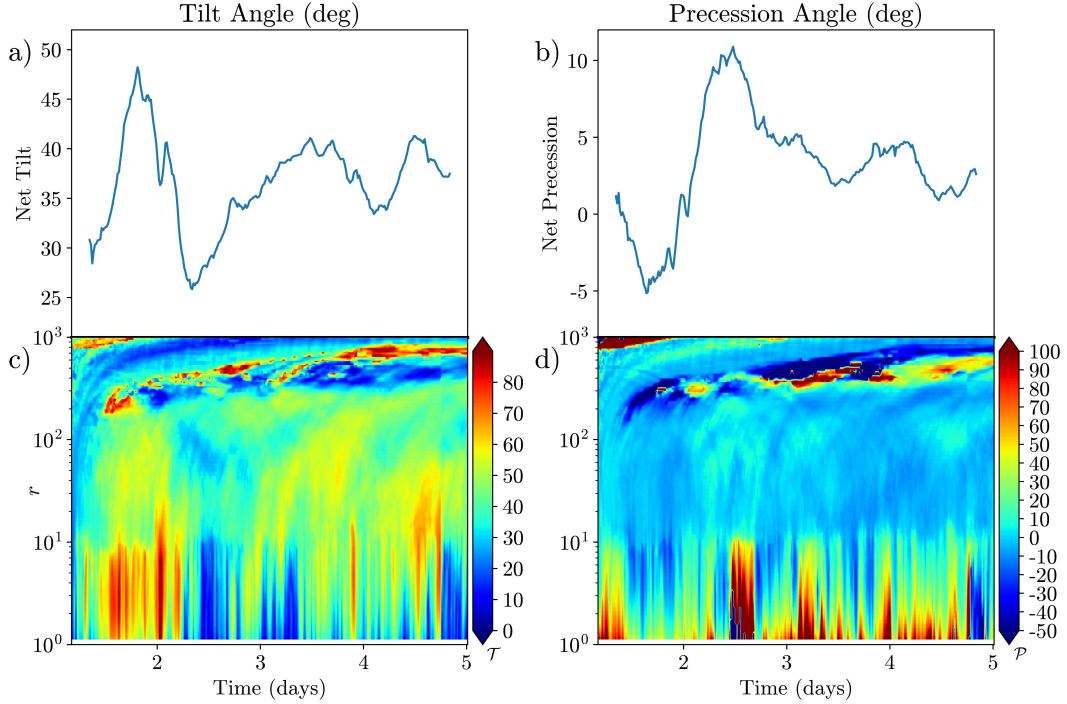 Tilt Angle (deg)
Precession Angle (deg)
a)
b)
50
45
40
35
30
25
Net Tilt
10
5
0
-5
Net Precession
c)
d)
10³
10²
10¹
10⁰
r
80
70
60
50
40
30
20
10
0
𝒯
10³
10²
10¹
10⁰
100
90
80
70
60
50
40
30
20
10
0
-10
-20
-30
-40
-50
𝒫
2 3 4 5
2 3 4 5
Time (days)
Time (days)